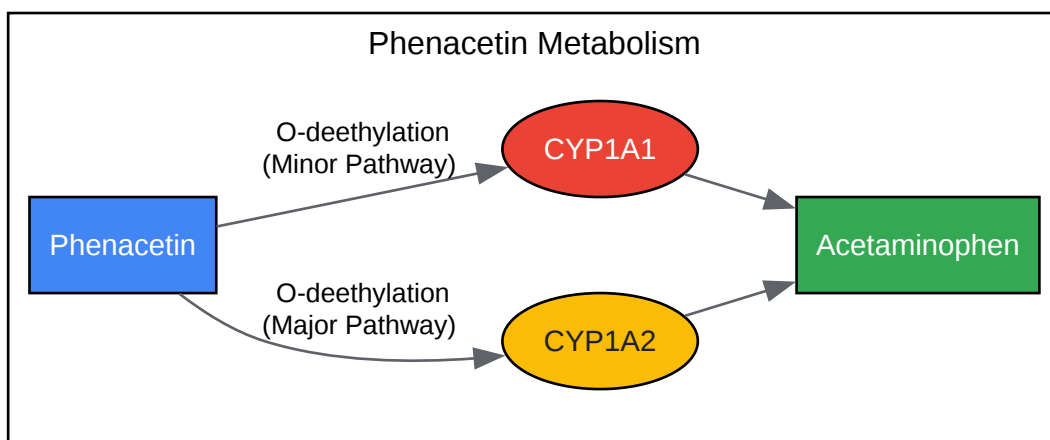 Phenacetin Metabolism
O-deethylation
(Minor Pathway)
CYP1A1
Phenacetin
Acetaminophen
O-deethylation
(Major Pathway)
CYP1A2